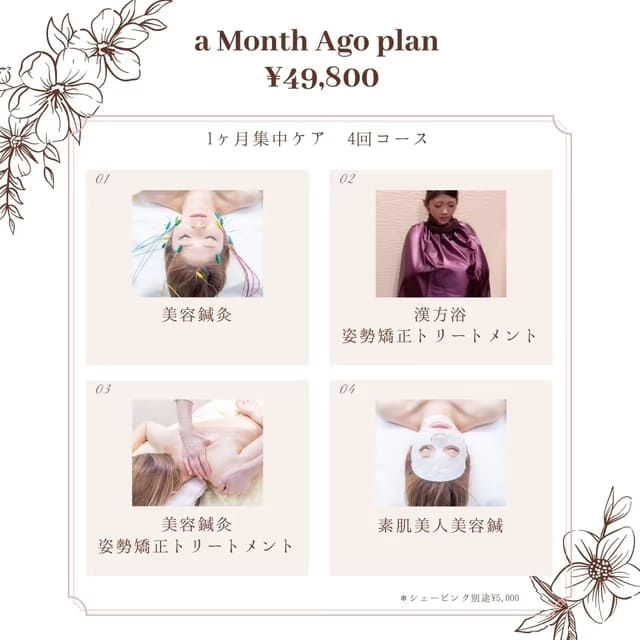 a Month Ago plan
¥49,800
1ヶ月集中ケア　4回コース
01
美容鍼灸
02
漢方浴
姿勢矯正トリートメント
03
美容鍼灸
姿勢矯正トリートメント
04
素肌美人美容鍼
＊シェービング別途¥5,000